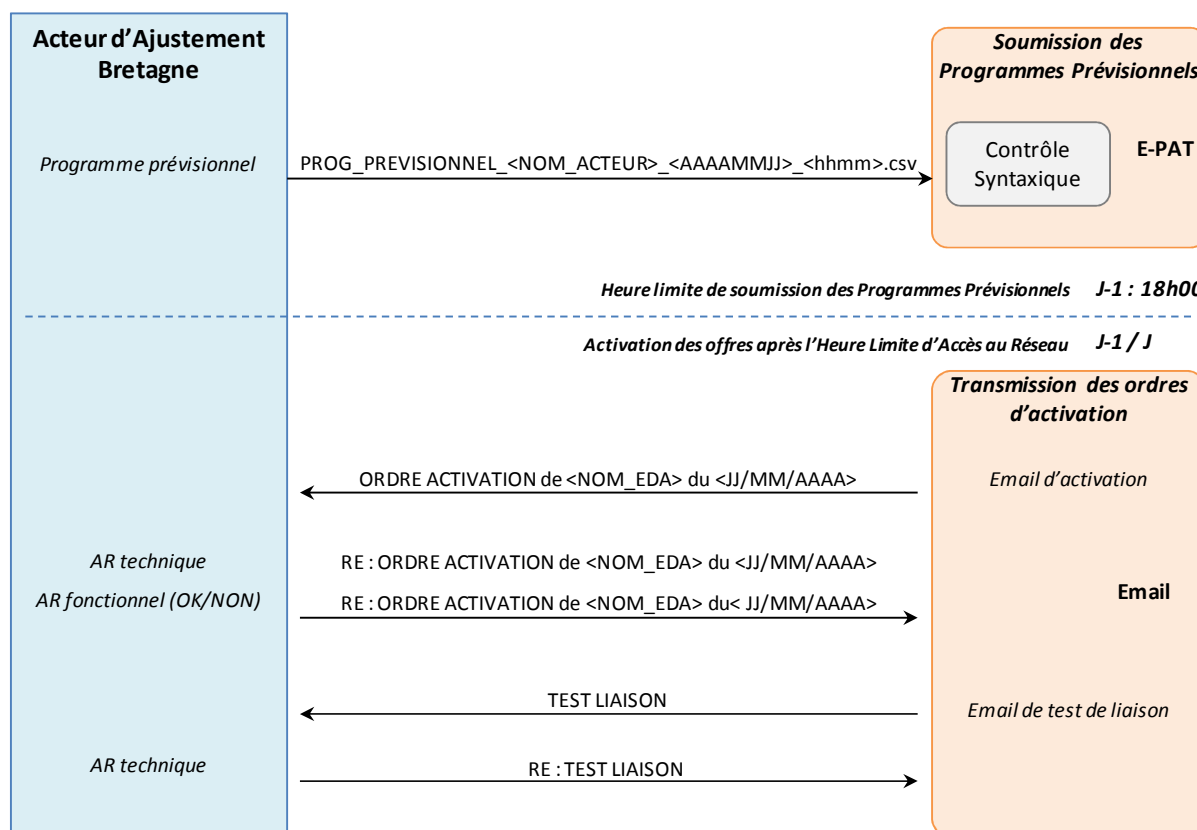 Acteur d'Ajustement
Bretagne
Soumission des
Programmes Prévisionnels
Programme prévisionnel
PROG_PREVISIONNEL_<NOM_ACTEUR>_<AAAAMMJJ>_<hhmm>.csv
Contrôle
Syntaxique
E-PAT
Heure limite de soumission des Programmes Prévisionnels J-1 : 18h00
Activation des offres après l'Heure Limite d'Accès au Réseau J-1 / J
Transmission des ordres
d'activation
ORDRE ACTIVATION de <NOM_EDA> du <JJ/MM/AAAA>
Email d'activation
AR technique
RE : ORDRE ACTIVATION de <NOM_EDA> du <JJ/MM/AAAA>
AR fonctionnel (OK/NON)
RE : ORDRE ACTIVATION de <NOM_EDA> du< JJ/MM/AAAA>
Email
TEST LIAISON
Email de test de liaison
AR technique
RE : TEST LIAISON